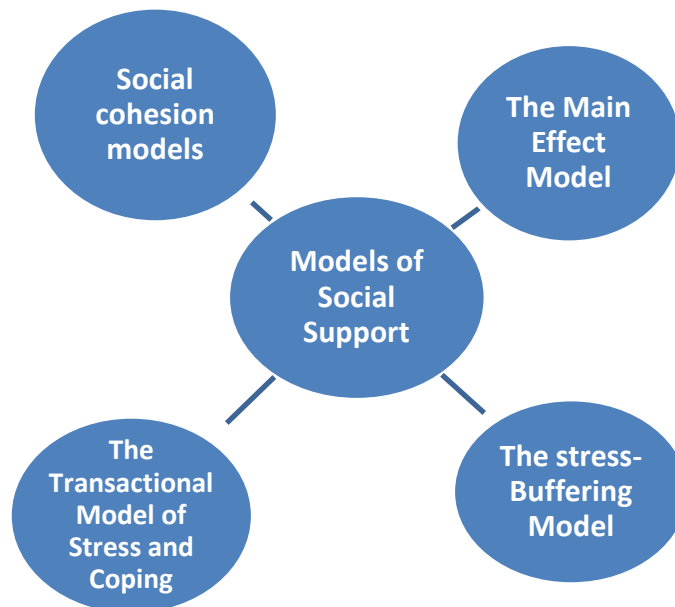 Social
cohesion
models
The Main
Effect
Model
Models of
Social
Support
The
Transactional
Model of
Stress and
Coping
The stress-
Buffering
Model